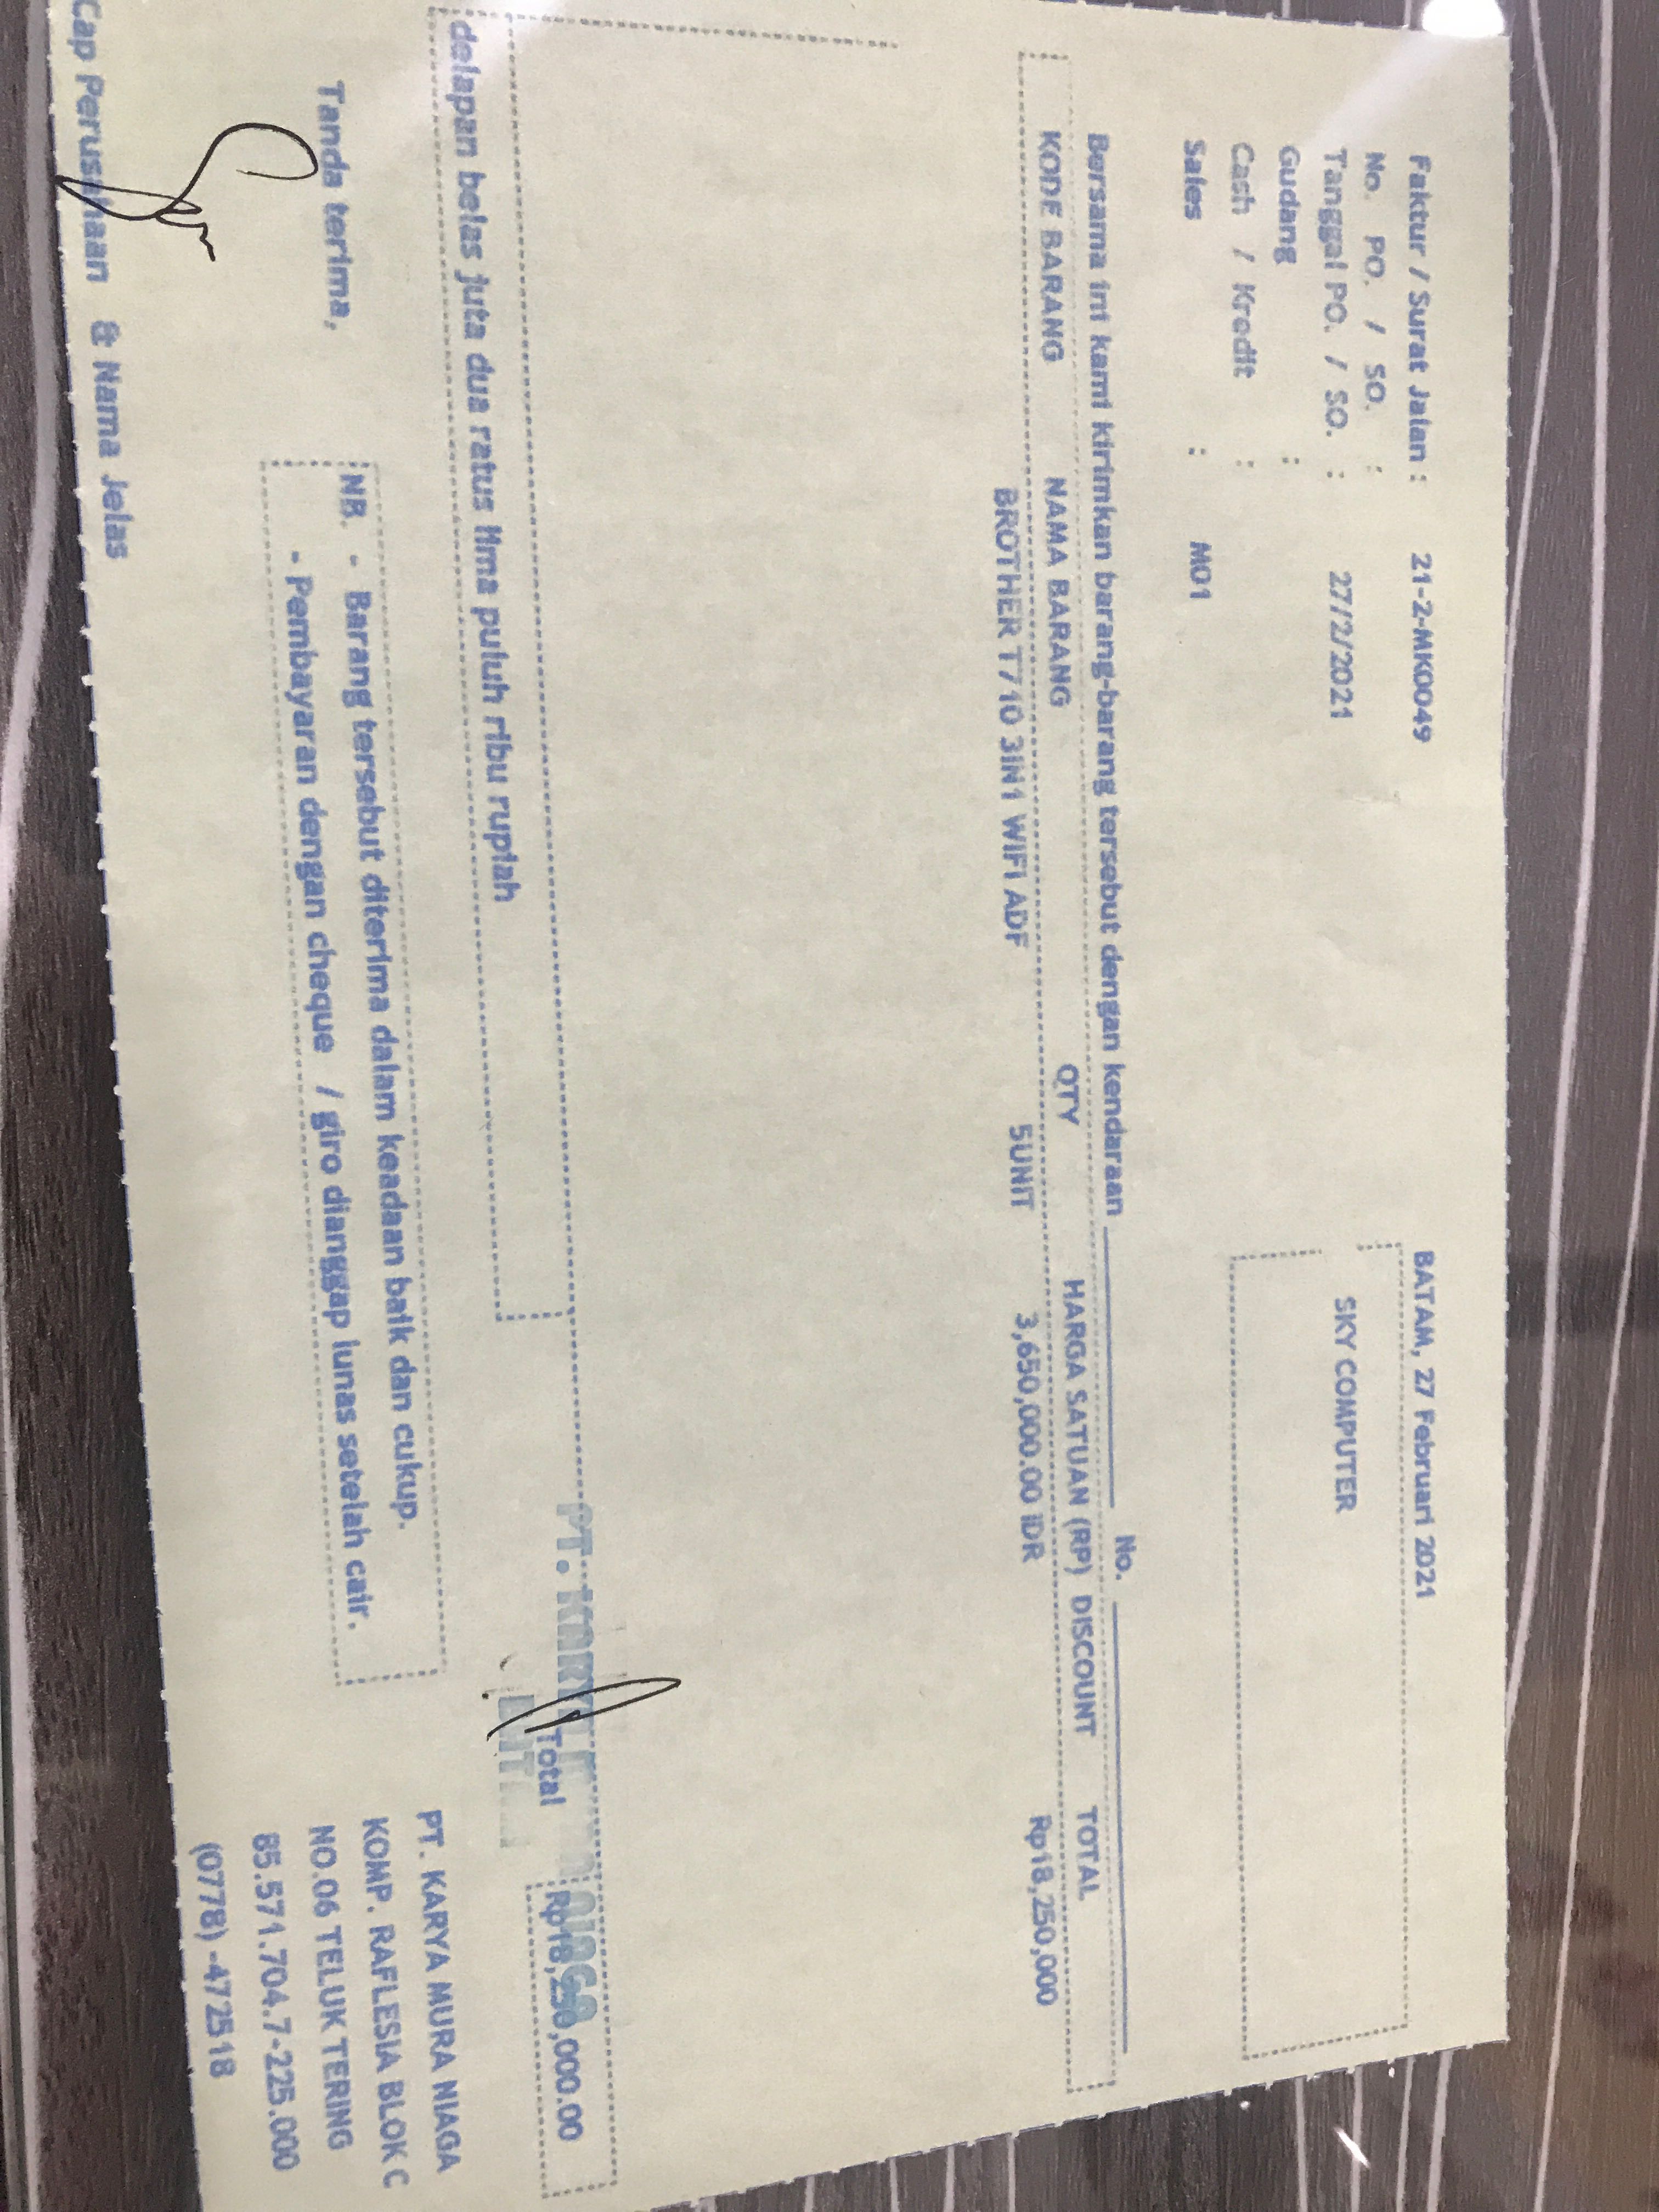 Faktur / Surat Jalan : 21-2-MK0049
BATAM, 27 Februari 2021
No. PO. / SO. :
Tanggal PO. / SO. : 27/2/2021
SKY COMPUTER
Gudang :
Cash / Kredit :
Sales : M01
Bersama ini kami kirimkan barang-barang tersebut dengan kendaraan No.
KODE BARANG NAMA BARANG QTY HARGA SATUAN (RP) DISCOUNT TOTAL
BROTHER T710 3IN1 WIFI ADF 5UNIT 3,650,000.00 IDR Rp18,250,000
Total Rp18,250,000.00
delapan belas juta dua ratus lima puluh ribu rupiah
Tanda terima,
NB. - Barang tersebut diterima dalam keadaan baik dan cukup.
- Pembayaran dengan cheque / giro dianggap lunas setelah cair.
PT. KARYA MURA NIAGA
KOMP. RAFLESIA BLOK C
NO.06 TELUK TERING
85.571.704.7-225.000
(0778) -472518
Cap Perusahaan & Nama Jelas